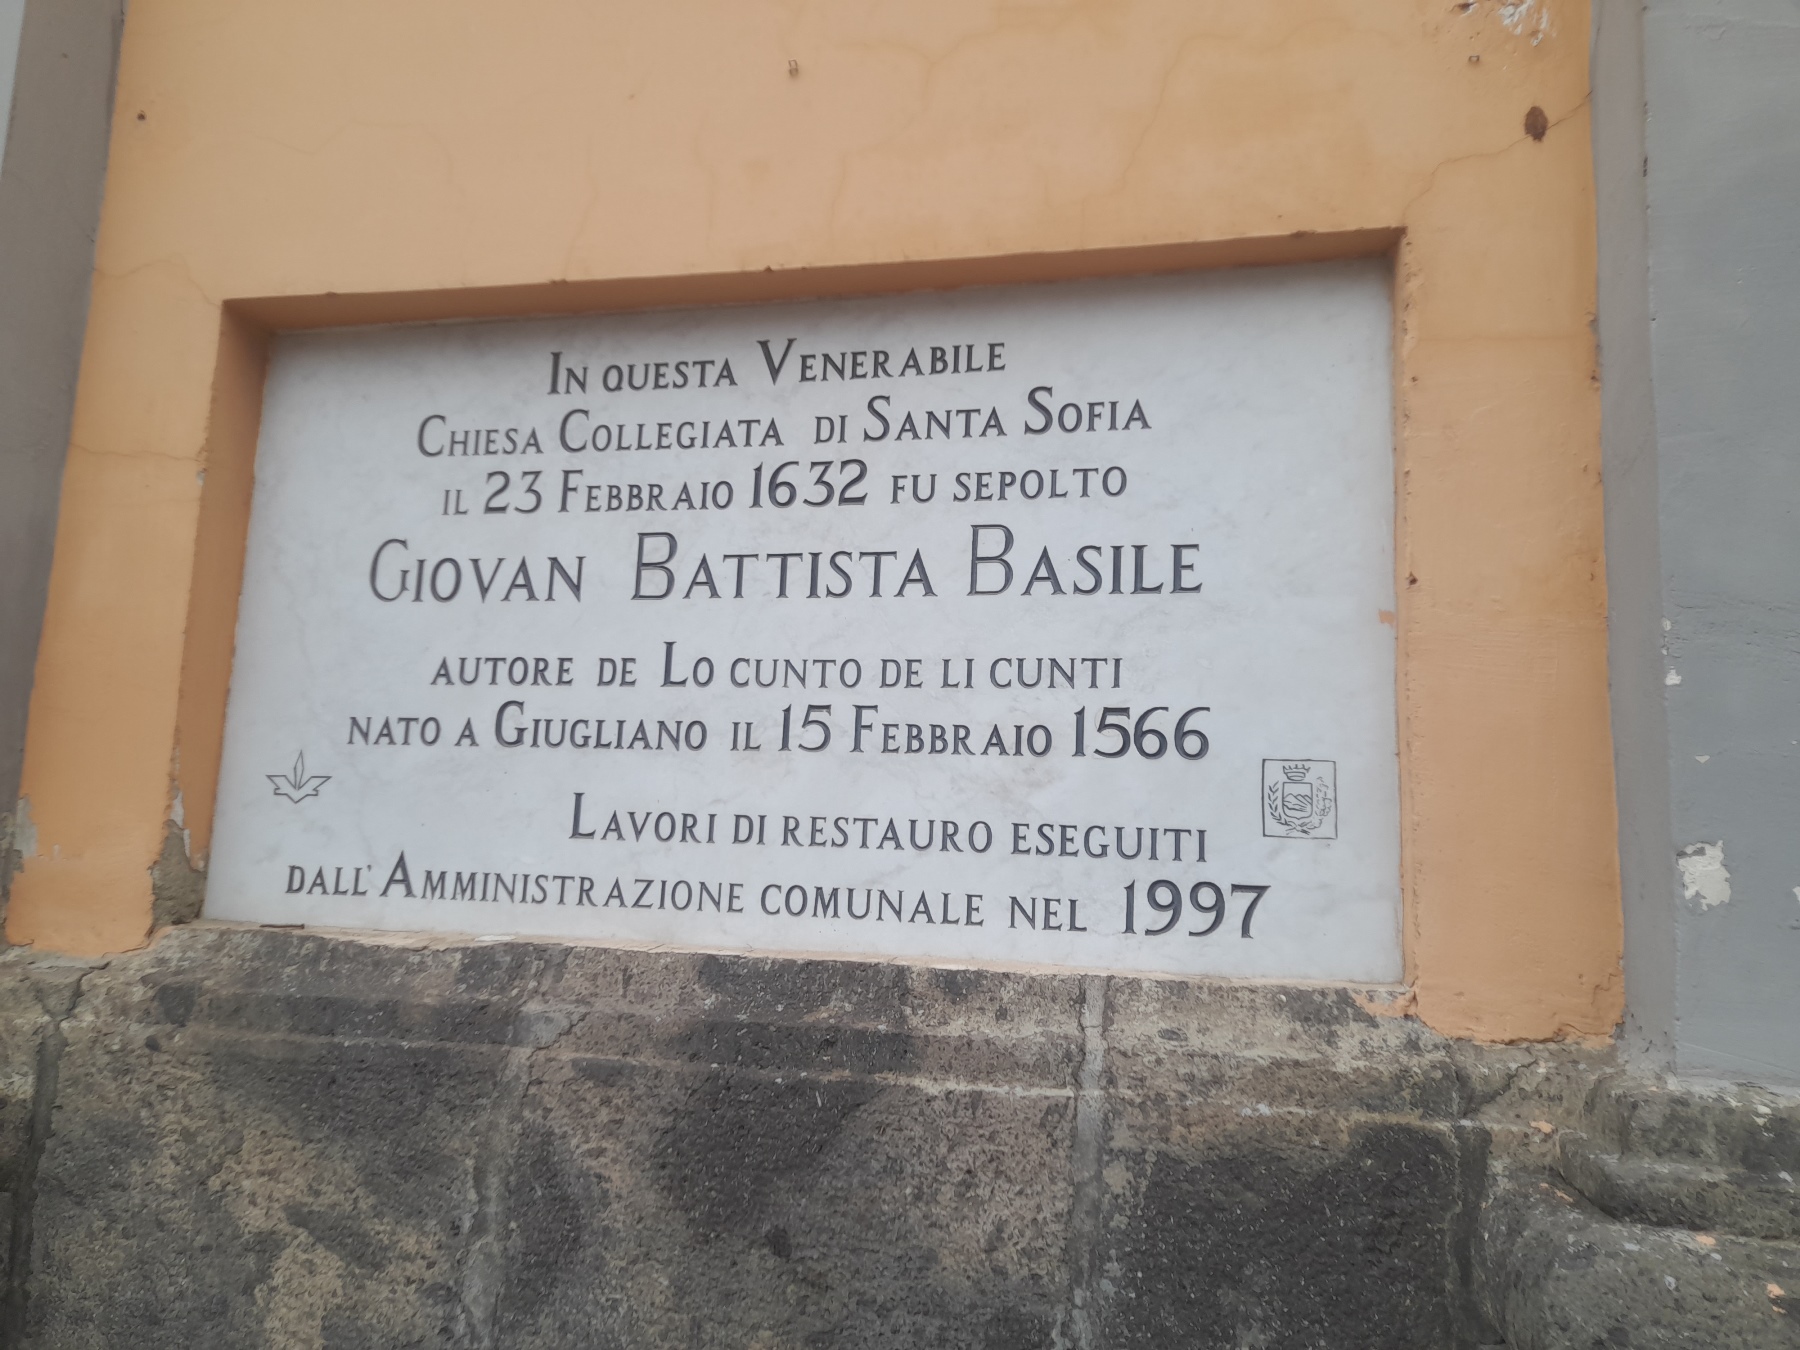 In questa Venerabile
Chiesa Collegiata di Santa Sofia
il 23 Febbraio 1632 fu sepolto
Giovan Battista Basile
autore de Lo cunto de li cunti
nato a Giugliano il 15 Febbraio 1566
Lavori di restauro eseguiti
dall' Amministrazione comunale nel 1997